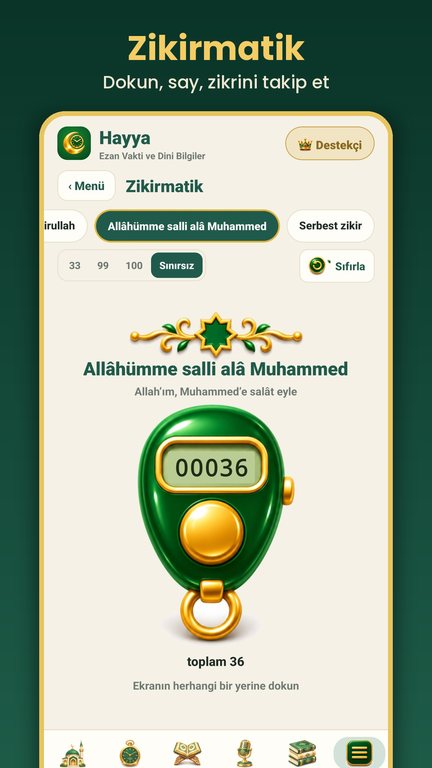 Zikirmatik
Dokun, say, zikrini takip et
Hayya
Ezan Vakti ve Dini Bilgiler
Destekçi
‹ Menü
Zikirmatik
irullah
Allâhümme salli alâ Muhammed
Serbest zikir
33 99 100 Sınırsız
Sıfırla
Allâhümme salli alâ Muhammed
Allah'ım, Muhammed'e salât eyle
00036
toplam 36
Ekranın herhangi bir yerine dokun